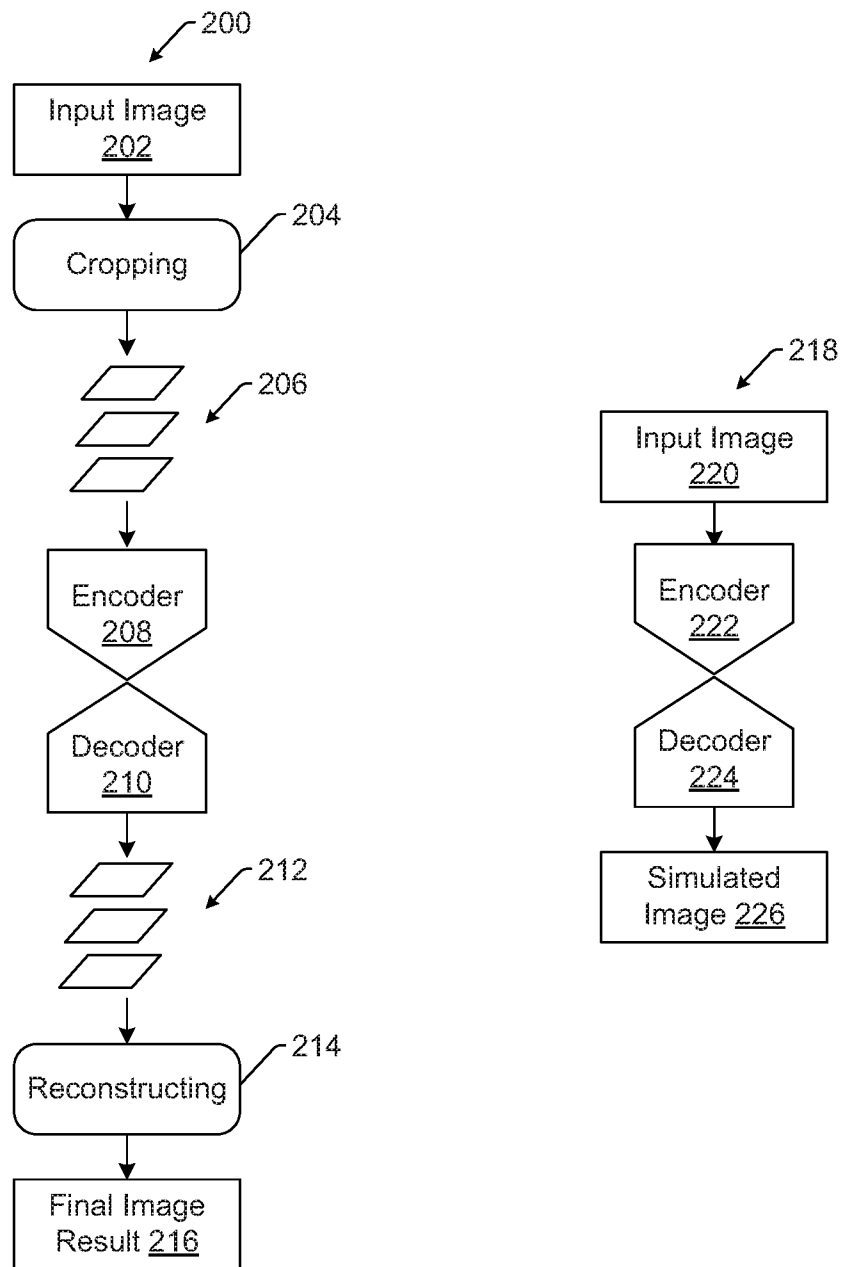 200
Input Image
202
204
Cropping
206
Encoder
208
Decoder
210
212
214
Reconstructing
Final Image
Result 216
218
Input Image
220
Encoder
222
Decoder
224
Simulated
Image 226